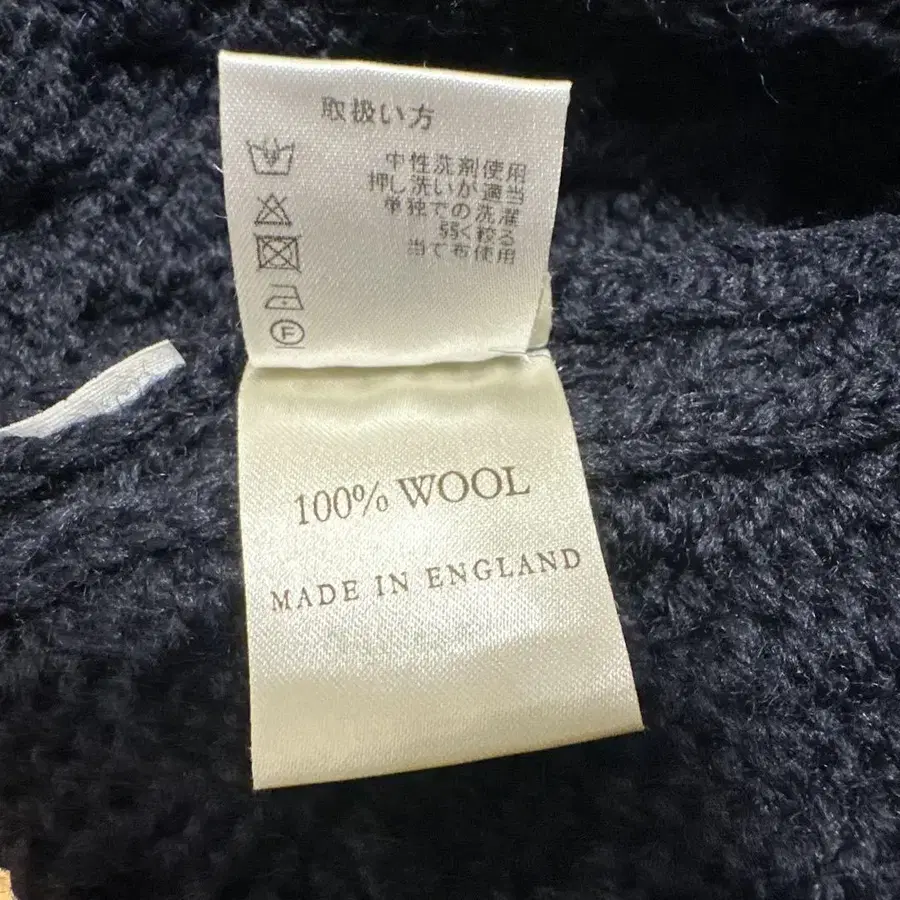 取扱い方
中性洗剤使用
押し洗いが適当
単独での洗濯
弱く絞る
当て布使用
F
100% WOOL
MADE IN ENGLAND